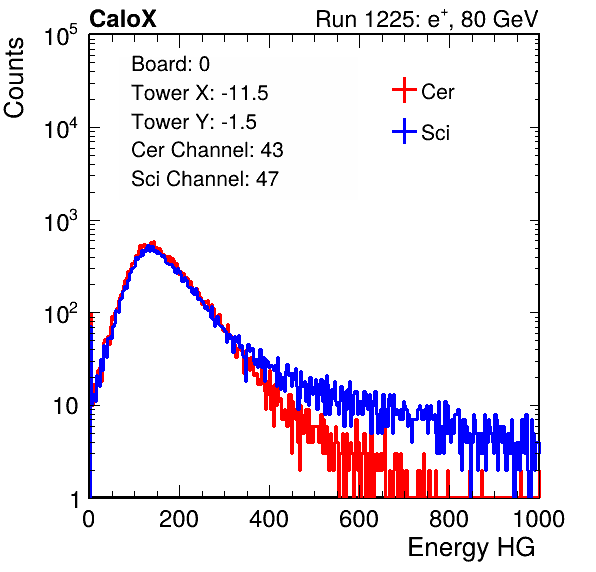 CaloX Run 1225: e⁺, 80 GeV
Counts
10⁵
10⁴
10³
10²
10
1
Board: 0
Tower X: -11.5
Tower Y: -1.5
Cer Channel: 43
Sci Channel: 47
Cer
Sci
0 200 400 600 800 1000
Energy HG